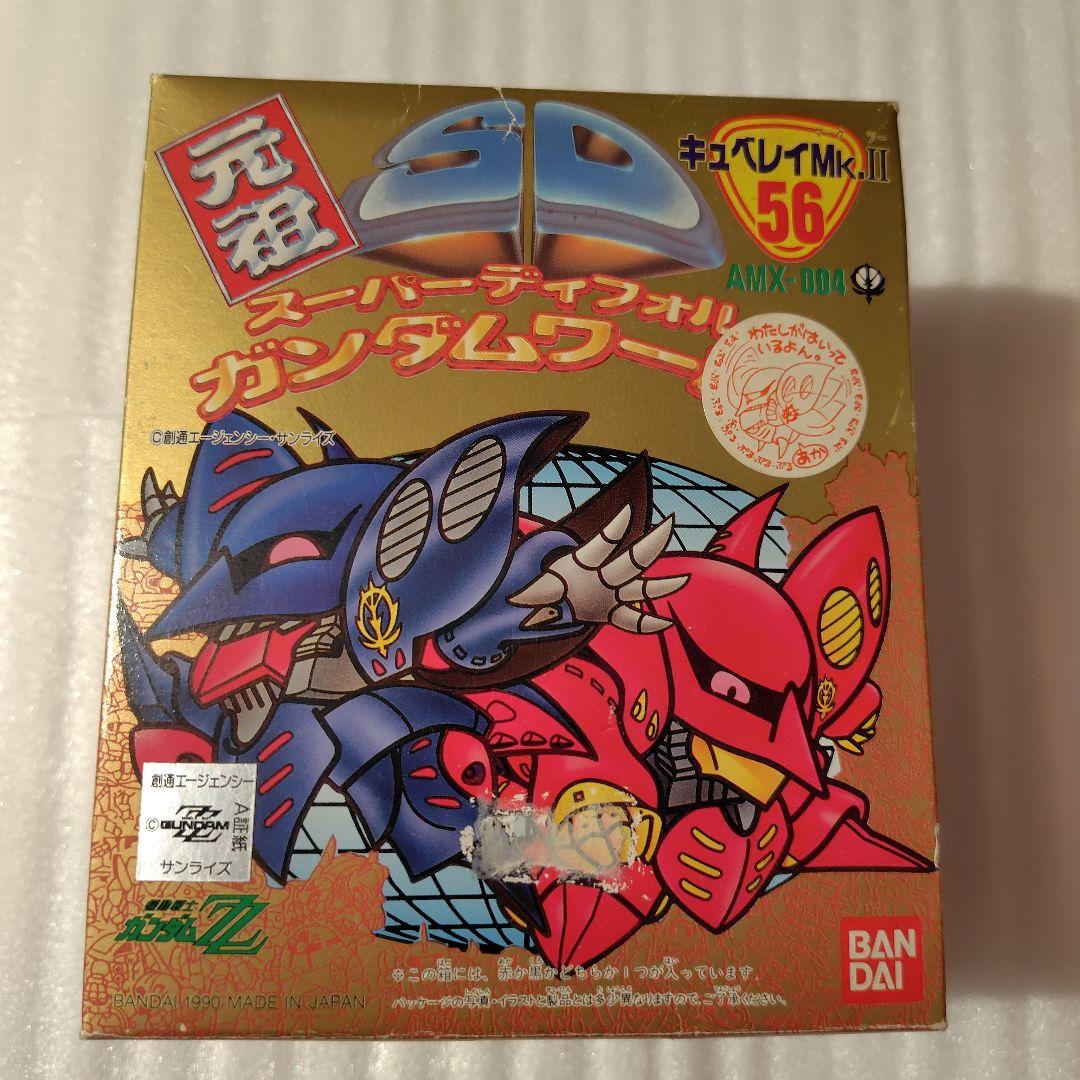 元祖
SD
スーパーディフォル
ガンダムワー
マーク ツー
キュベレイMK.II
56
AMX-004
わたしがはいって
いるよん。
あか
©創通エージェンシー・サンライズ
創通エージェンシー
© GUNDAM ZZ
A証紙
サンライズ
機動戦士
ガンダムZZ
※この箱には、赤か黒かどちらか1つが入っています。
パッケージの写真・イラストと製品とは多少異なりますので、ご了承ください。
BANDAI 1990 MADE IN JAPAN
BAN
DAI